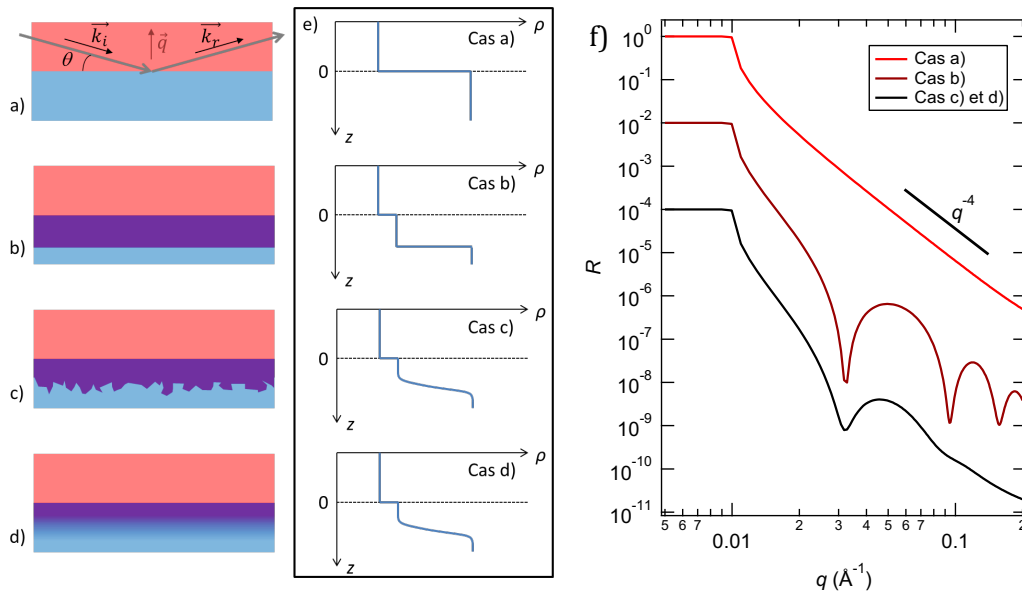 a)
k_i
q
k_r
θ
b)
c)
d)
e)
ρ
Cas a)
0
z
ρ
Cas b)
0
z
ρ
Cas c)
0
z
ρ
Cas d)
0
z
f)
10^0
10^-1
10^-2
10^-3
10^-4
10^-5
10^-6
10^-7
10^-8
10^-9
10^-10
10^-11
R
Cas a)
Cas b)
Cas c) et d)
q^-4
5 6 7 2 3 4 5 6 7 2
0.01 0.1
q (Å^-1)